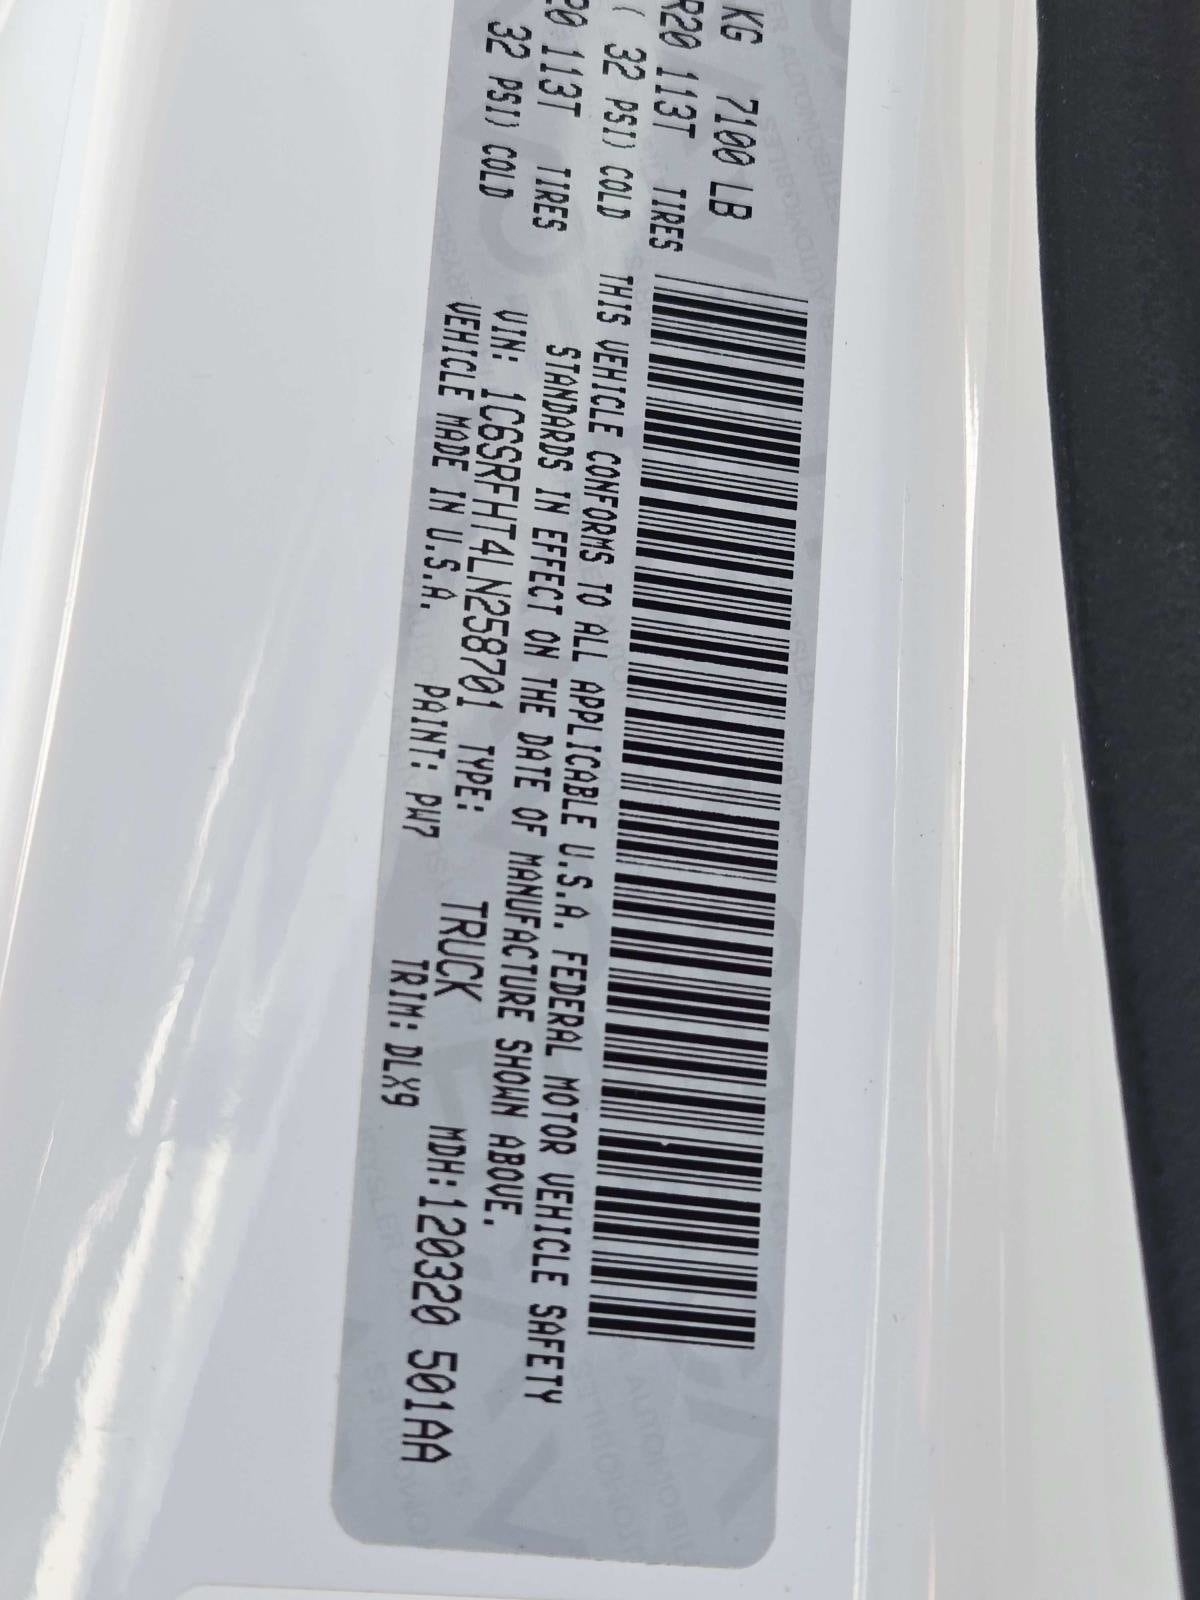 KG 7100 LB
R20 113T TIRES
( 32 PSI) COLD
20 113T TIRES
32 PSI) COLD
THIS VEHICLE CONFORMS TO ALL APPLICABLE U.S.A. FEDERAL MOTOR VEHICLE SAFETY
STANDARDS IN EFFECT ON THE DATE OF MANUFACTURE SHOWN ABOVE.
VIN: 1C6SRFHT4LN258701 TYPE: TRUCK MDH:120320 501AA
VEHICLE MADE IN U.S.A. PAINT: PW7 TRIM: DLX9